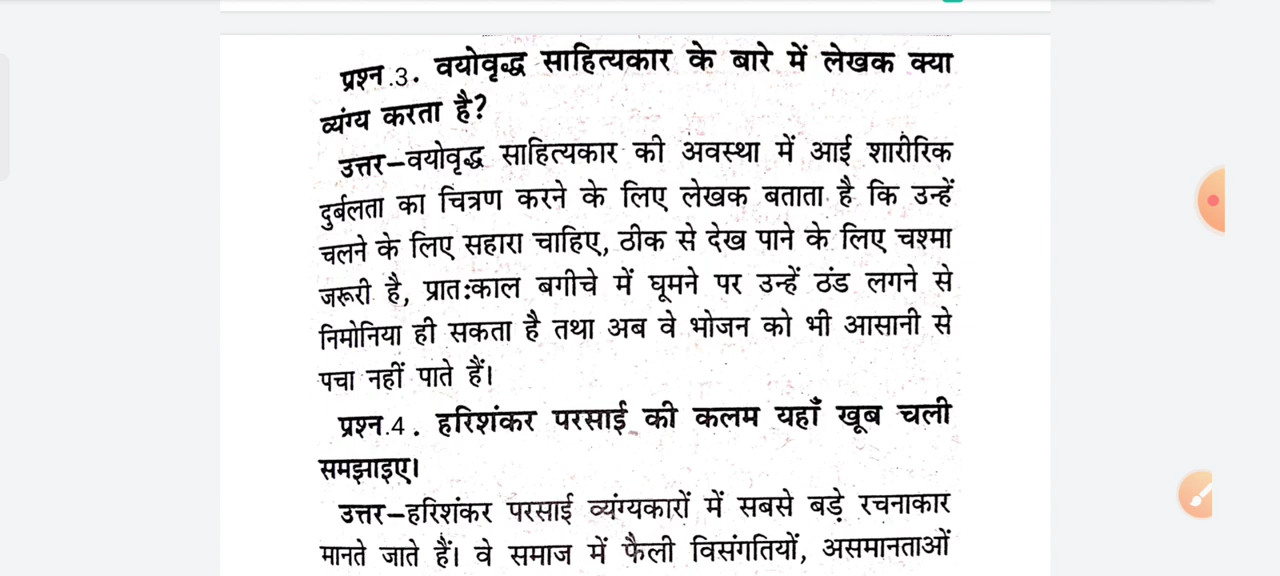 प्रश्न.3. वयोवृद्ध साहित्यकार के बारे में लेखक क्या
व्यंग्य करता है?
उत्तर–वयोवृद्ध साहित्यकार की अवस्था में आई शारीरिक
दुर्बलता का चित्रण करने के लिए लेखक बताता है कि उन्हें
चलने के लिए सहारा चाहिए, ठीक से देख पाने के लिए चश्मा
जरूरी है, प्रातःकाल बगीचे में घूमने पर उन्हें ठंड लगने से
निमोनिया ही सकता है तथा अब वे भोजन को भी आसानी से
पचा नहीं पाते हैं।
प्रश्न.4. हरिशंकर परसाई की कलम यहाँ खूब चली
समझाइए।
उत्तर–हरिशंकर परसाई व्यंग्यकारों में सबसे बड़े रचनाकार
मानते जाते हैं। वे समाज में फैली विसंगतियों, असमानताओं